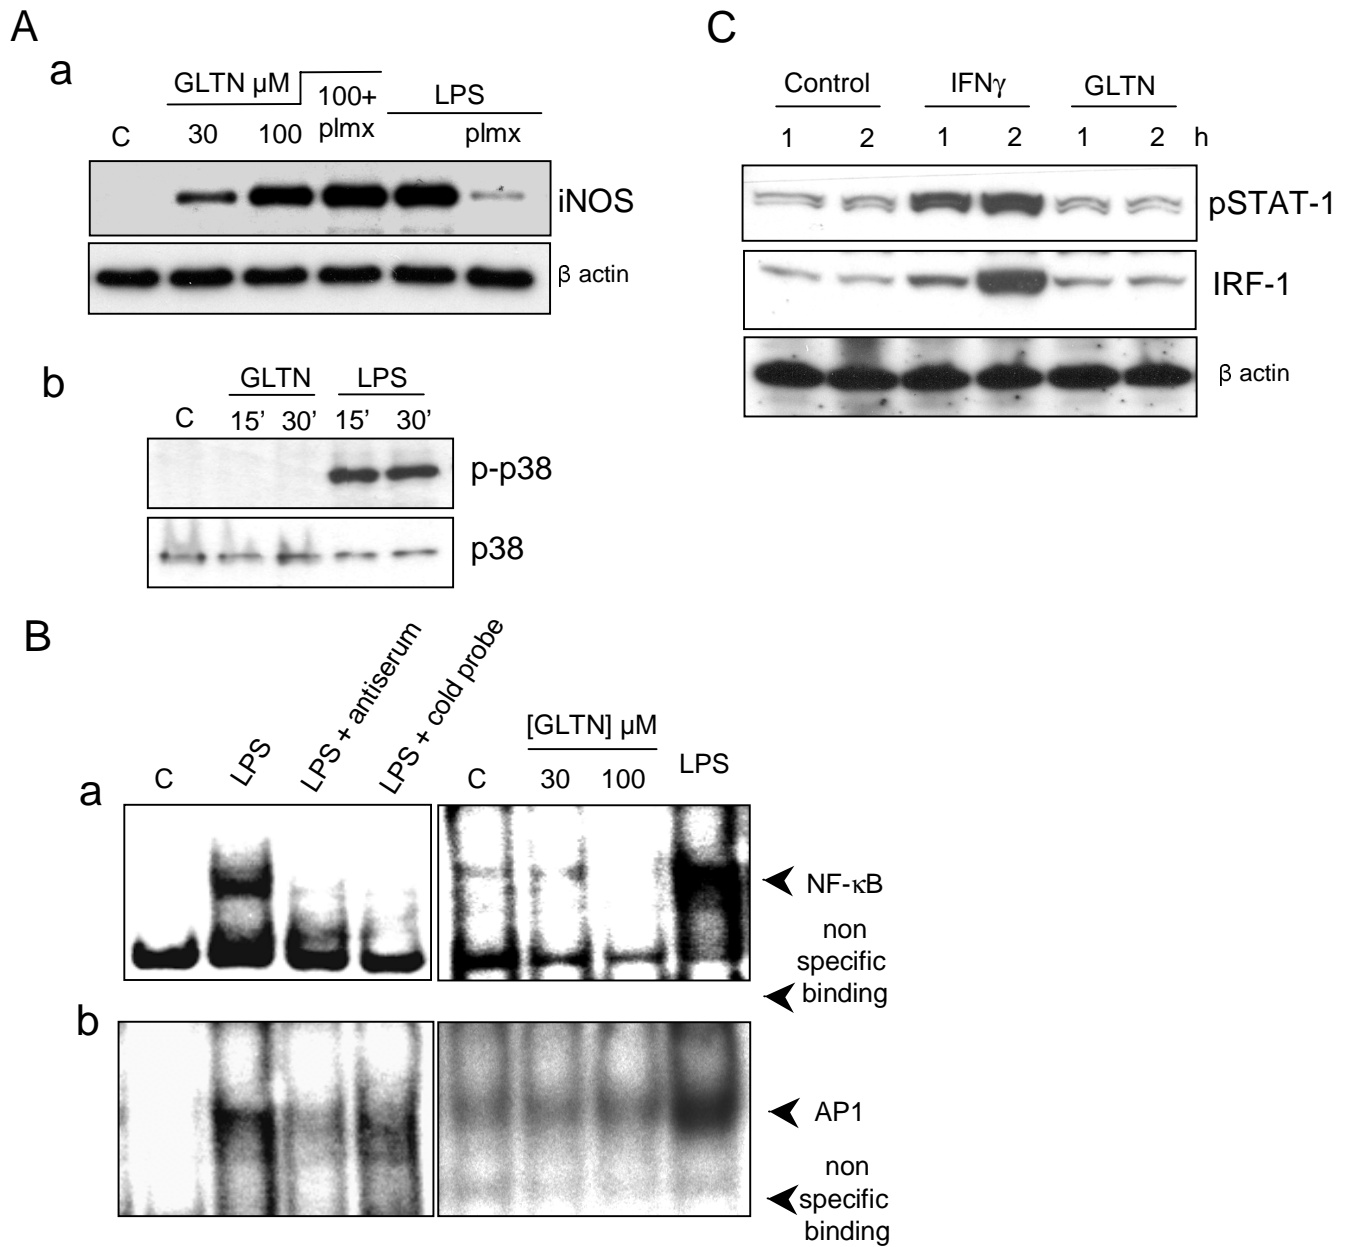 A
a
GLTN µM
100+
plmx
LPS
C
30
100
plmx
iNOS
β actin
b
GLTN
LPS
C
15’
30’
15’
30’
p-p38
p38
C
Control
IFNγ
GLTN
1
2
1
2
1
2
h
pSTAT-1
IRF-1
β actin
B
a
C
LPS
LPS + antiserum
LPS + cold probe
[GLTN] µM
C
30
100
LPS
NF-κB
non
specific
binding
b
AP1
non
specific
binding